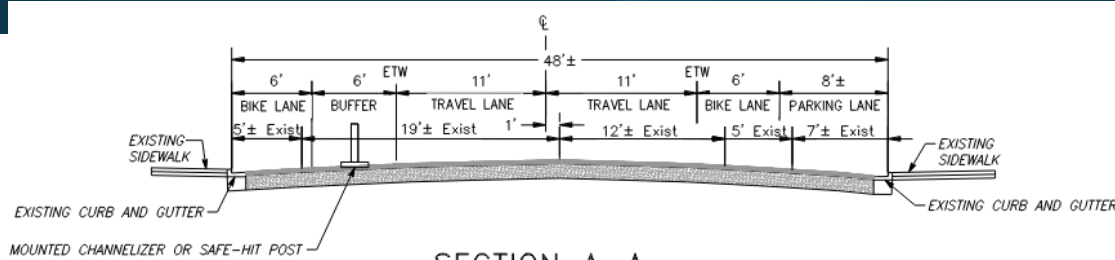 ℄
48'±
6' 6' ETW 11' 11' ETW 6' 8'±
BIKE LANE BUFFER TRAVEL LANE TRAVEL LANE BIKE LANE PARKING LANE
5'± Exist 19'± Exist 1' 12'± Exist 5' Exist 7'± Exist
EXISTING
SIDEWALK
EXISTING
SIDEWALK
EXISTING CURB AND GUTTER
EXISTING CURB AND GUTTER
MOUNTED CHANNELIZER OR SAFE-HIT POST
SECTION A-A